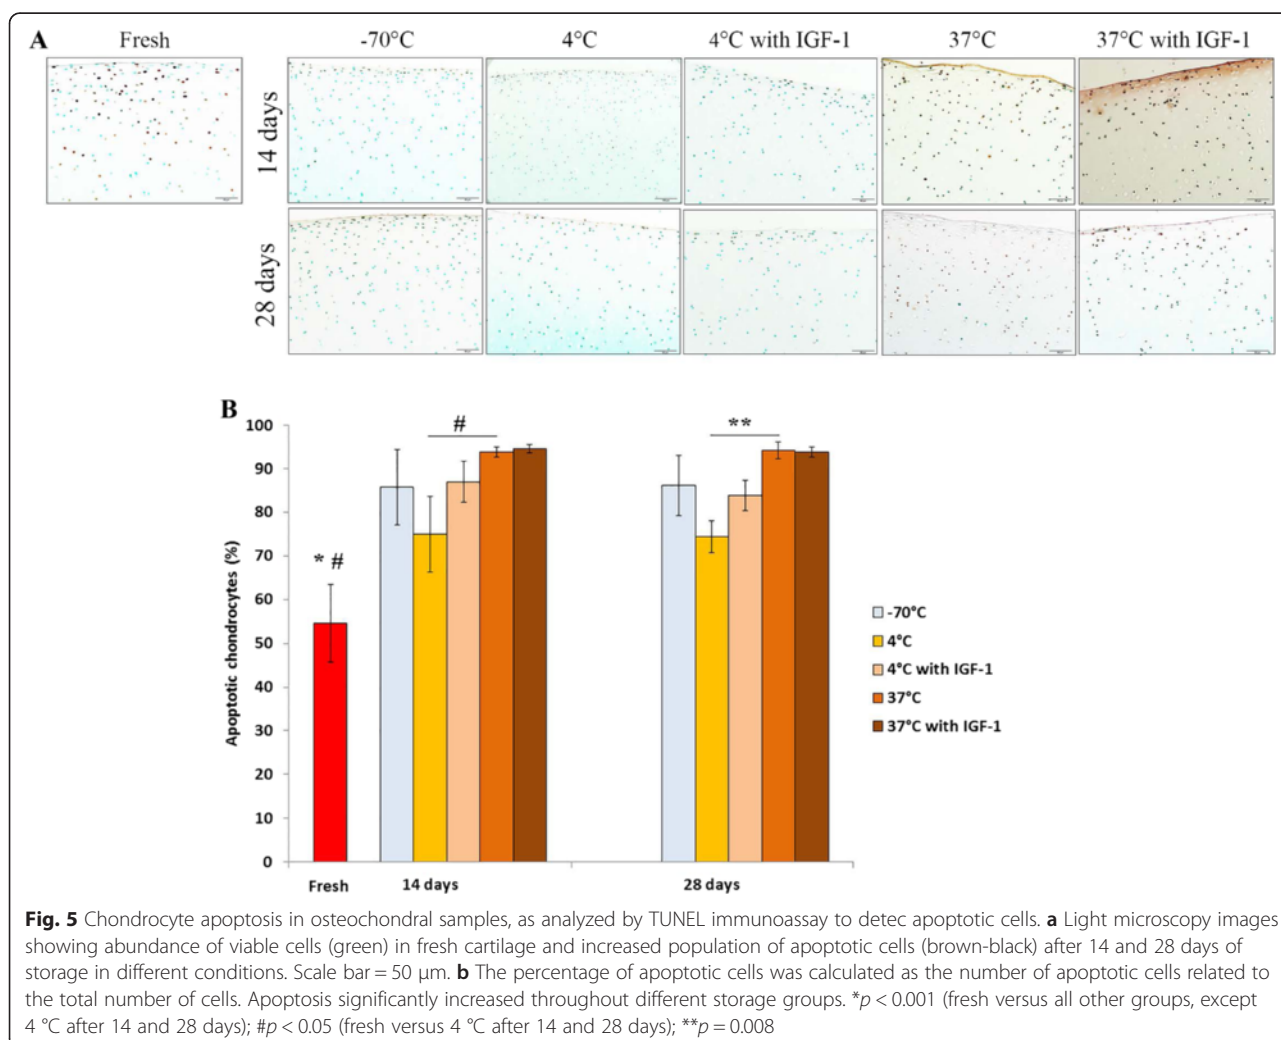 A
Fresh
-70°C
4°C
4°C with IGF-1
37°C
37°C with IGF-1
14 days
28 days
B
100
90
80
70
60
50
40
30
20
10
0
Apoptotic chondrocytes (%)
* #
#
**
Fresh
14 days
28 days
-70°C
4°C
4°C with IGF-1
37°C
37°C with IGF-1
Fig. 5 Chondrocyte apoptosis in osteochondral samples, as analyzed by TUNEL immunoassay to detec apoptotic cells. a Light microscopy images
showing abundance of viable cells (green) in fresh cartilage and increased population of apoptotic cells (brown-black) after 14 and 28 days of
storage in different conditions. Scale bar = 50 μm. b The percentage of apoptotic cells was calculated as the number of apoptotic cells related to
the total number of cells. Apoptosis significantly increased throughout different storage groups. *p < 0.001 (fresh versus all other groups, except
4 °C after 14 and 28 days); #p < 0.05 (fresh versus 4 °C after 14 and 28 days); **p = 0.008